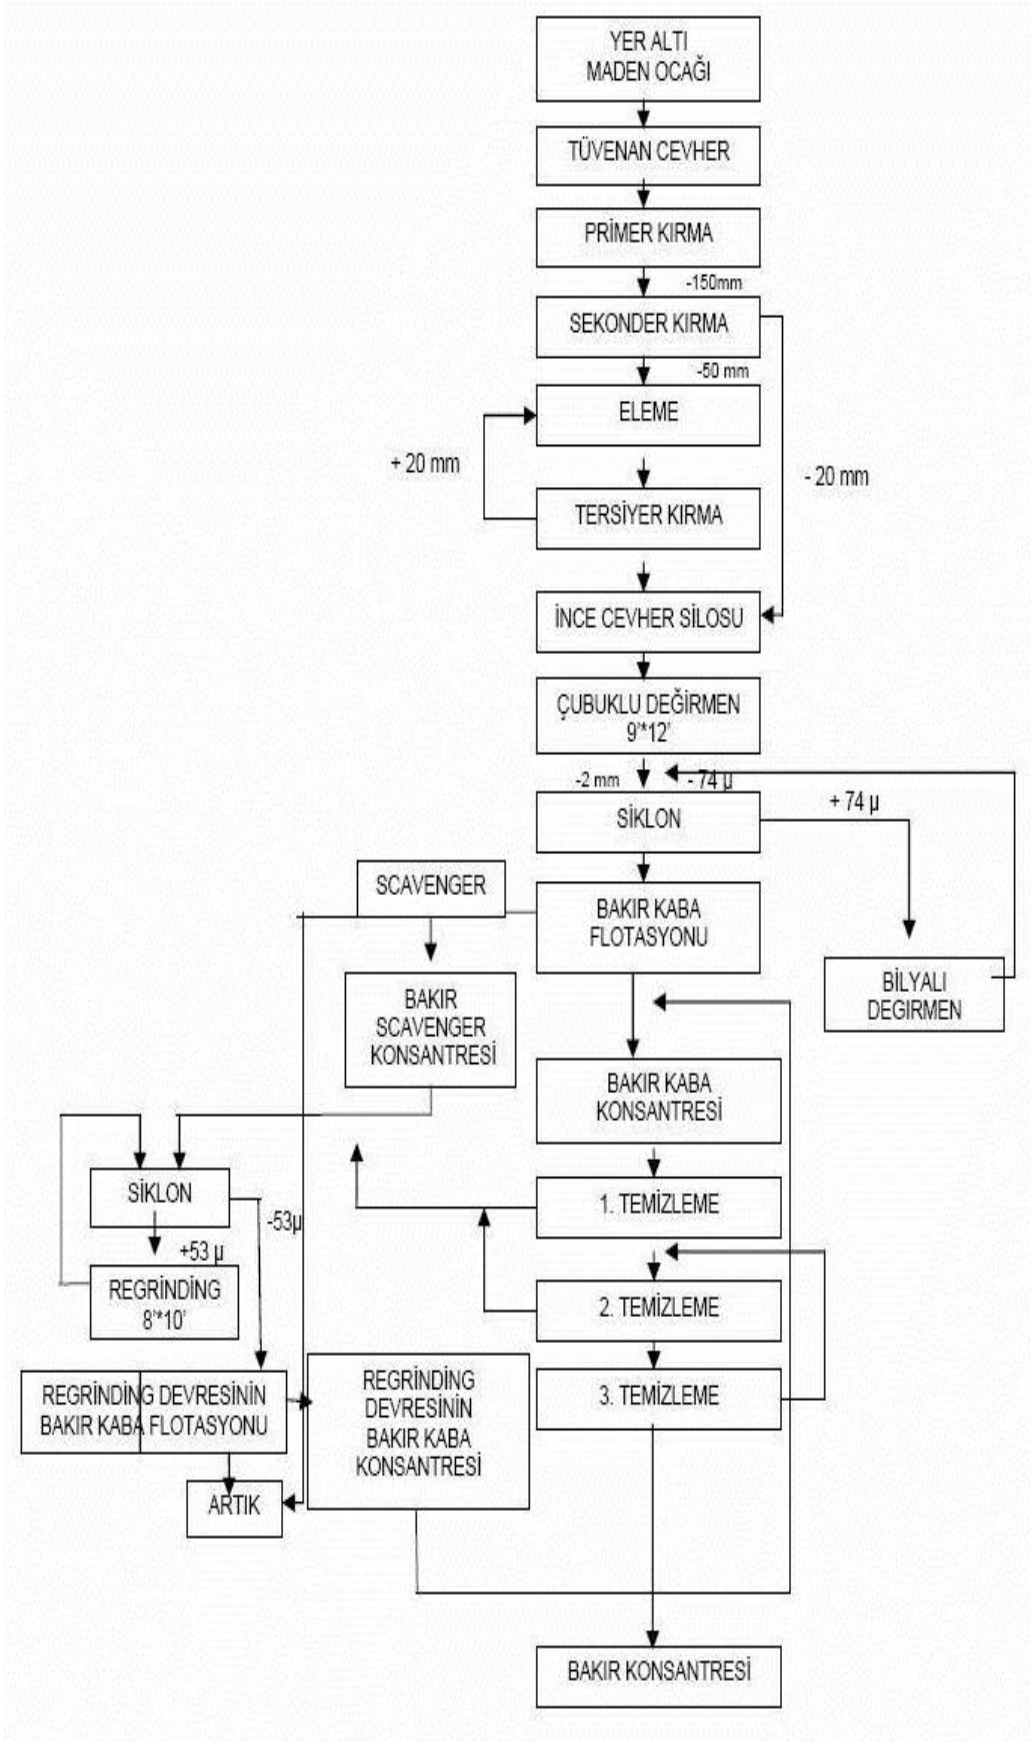 YER ALTI
MADEN OCAĞI
TÜVENAN CEVHER
PRİMER KIRMA
-150mm
SEKONDER KIRMA
-50 mm
ELEME
+ 20 mm
- 20 mm
TERSİYER KIRMA
İNCE CEVHER SİLOSU
ÇUBUKLU DEĞİRMEN
9'*12'
-2 mm
- 74 µ
+ 74 µ
SİKLON
SCAVENGER
BAKIR KABA
FLOTASYONU
BİLYALI
DEGIRMEN
BAKIR
SCAVENGER
KONSANTRESİ
BAKIR KABA
KONSANTRESİ
SİKLON
1. TEMİZLEME
-53µ
+53 µ
REGRİNDİNG
8'*10'
2. TEMİZLEME
REGRİNDİNG DEVRESİNİN
BAKIR KABA FLOTASYONU
REGRİNDİNG
DEVRESİNİN
BAKIR KABA
KONSANTRESİ
3. TEMİZLEME
ARTIK
BAKIR KONSANTRESİ